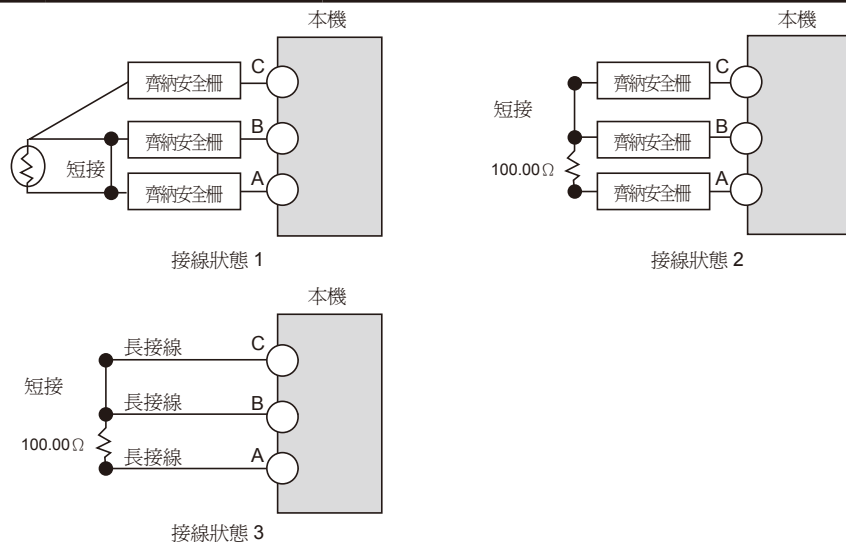 本機
齊納安全柵 C
齊納安全柵 B
短接
齊納安全柵 A
接線狀態 1
本機
齊納安全柵 C
短接
齊納安全柵 B
100.00Ω
齊納安全柵 A
接線狀態 2
本機
長接線 C
短接
長接線 B
100.00Ω
長接線 A
接線狀態 3